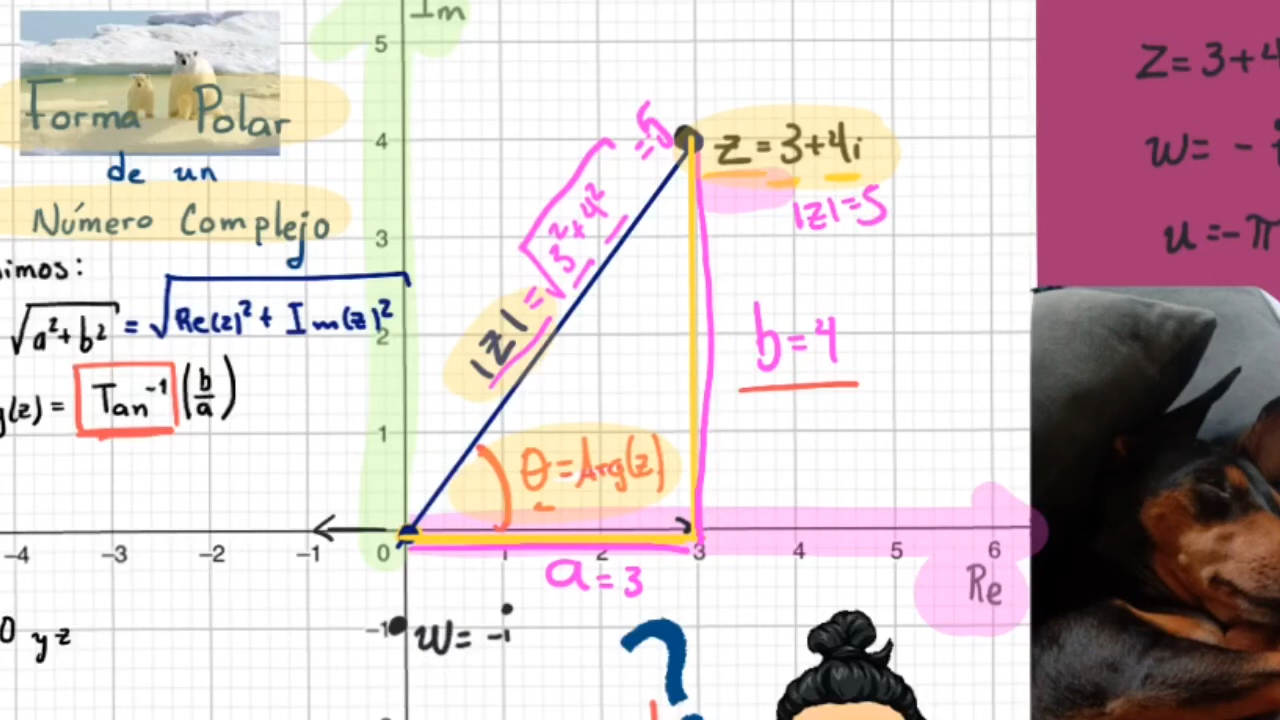 Forma Polar
de un
Número Complejo
imos:
√a²+b² = √Re(z)²+Im(z)²
g(z) = Tan⁻¹(b/a)
0 y z
Im
5
4
3
2
1
0
-1
-4 -3 -2 -1 1 2 3 4 5 6
Re
z = 3+4i
|z|=5
|z| = √3²+4² =5
b=4
θ=Arg(z)
a=3
w=-i
?
z=3+4
w= -i
u=-π